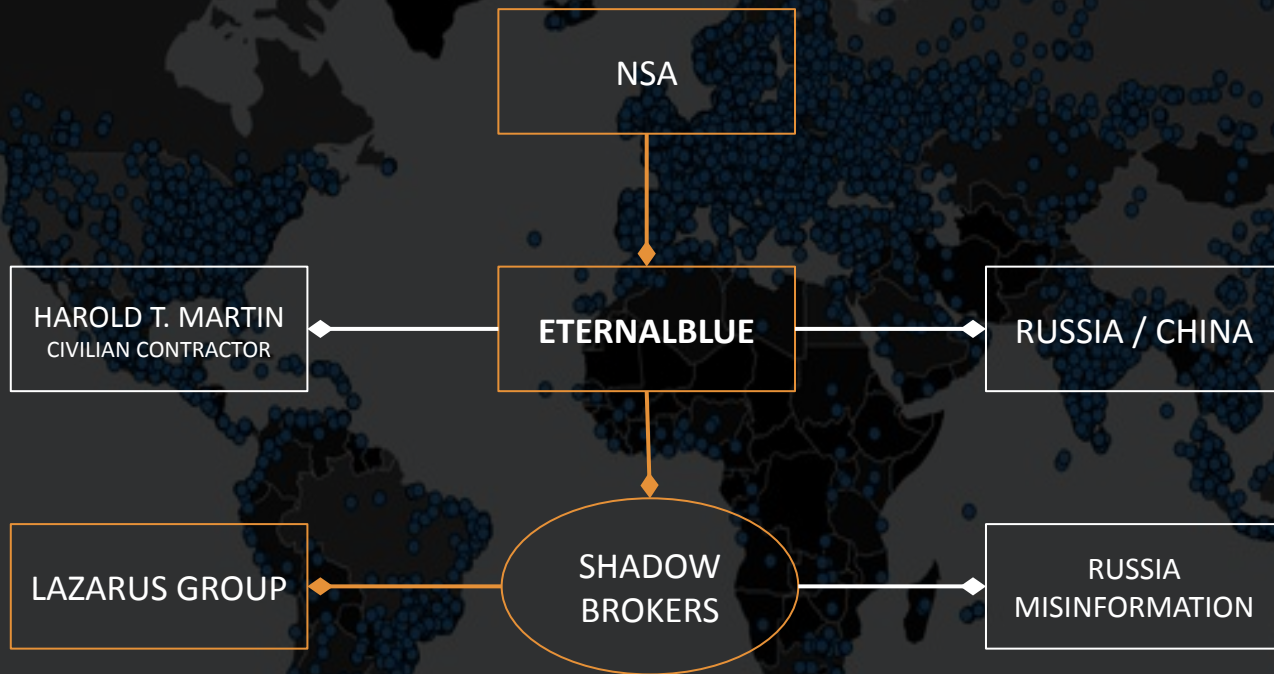 NSA
HAROLD T. MARTIN
CIVILIAN CONTRACTOR
ETERNALBLUE
RUSSIA / CHINA
LAZARUS GROUP
SHADOW
BROKERS
RUSSIA
MISINFORMATION